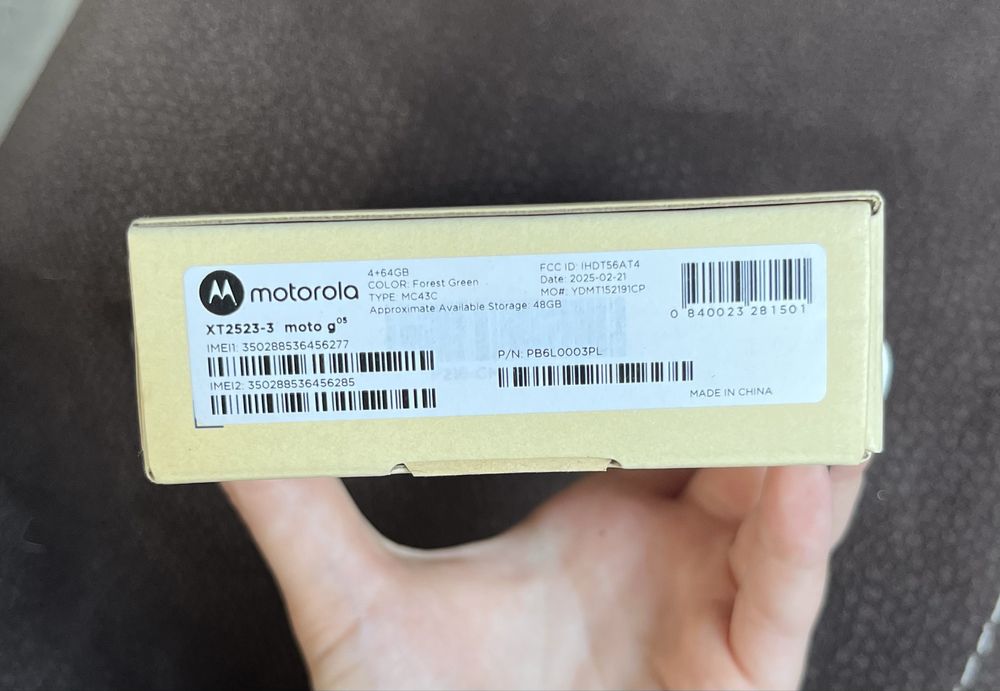 motorola
XT2523-3 moto g05
4+64GB
COLOR: Forest Green
TYPE: MC43C
Approximate Available Storage: 48GB
FCC ID: IHDT56AT4
Date: 2025-02-21
MO#: YDMT152191CP
0 840023 281501
IMEI1: 350288536456277
IMEI2: 350288536456285
P/N: PB6L0003PL
MADE IN CHINA